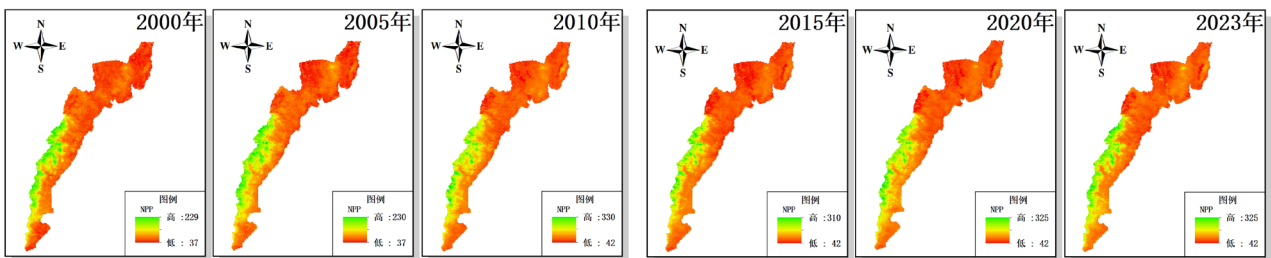 2000年
N
W E
S
图例
NPP
高 :229
低 : 37
2005年
N
W E
S
图例
NPP
高 :230
低 : 37
2010年
N
W E
S
图例
NPP
高 :330
低 : 42
2015年
N
W E
S
图例
NPP
高 :310
低 : 42
2020年
N
W E
S
图例
NPP
高 :325
低 : 42
2023年
N
W E
S
图例
NPP
高 :325
低 : 42